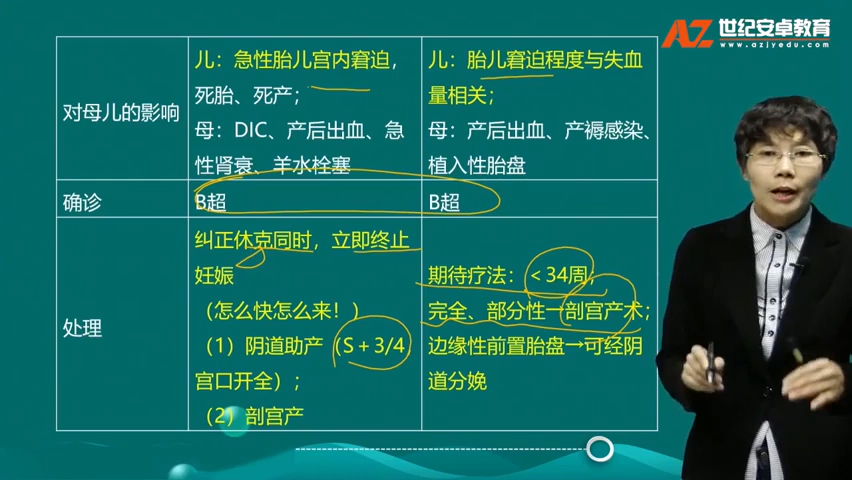 AZ 世纪安卓教育
www.azjyedu.com
对母儿的影响
儿：急性胎儿宫内窘迫，
死胎、死产；
母：DIC、产后出血、急
性肾衰、羊水栓塞
儿：胎儿窘迫程度与失血
量相关；
母：产后出血、产褥感染、
植入性胎盘
确诊
B超
B超
处理
纠正休克同时，立即终止
妊娠
（怎么快怎么来！）
（1）阴道助产（S＋3/4，
宫口开全）；
（2）剖宫产
期待疗法：＜34周；
完全、部分性—剖宫产术；
边缘性前置胎盘→可经阴
道分娩